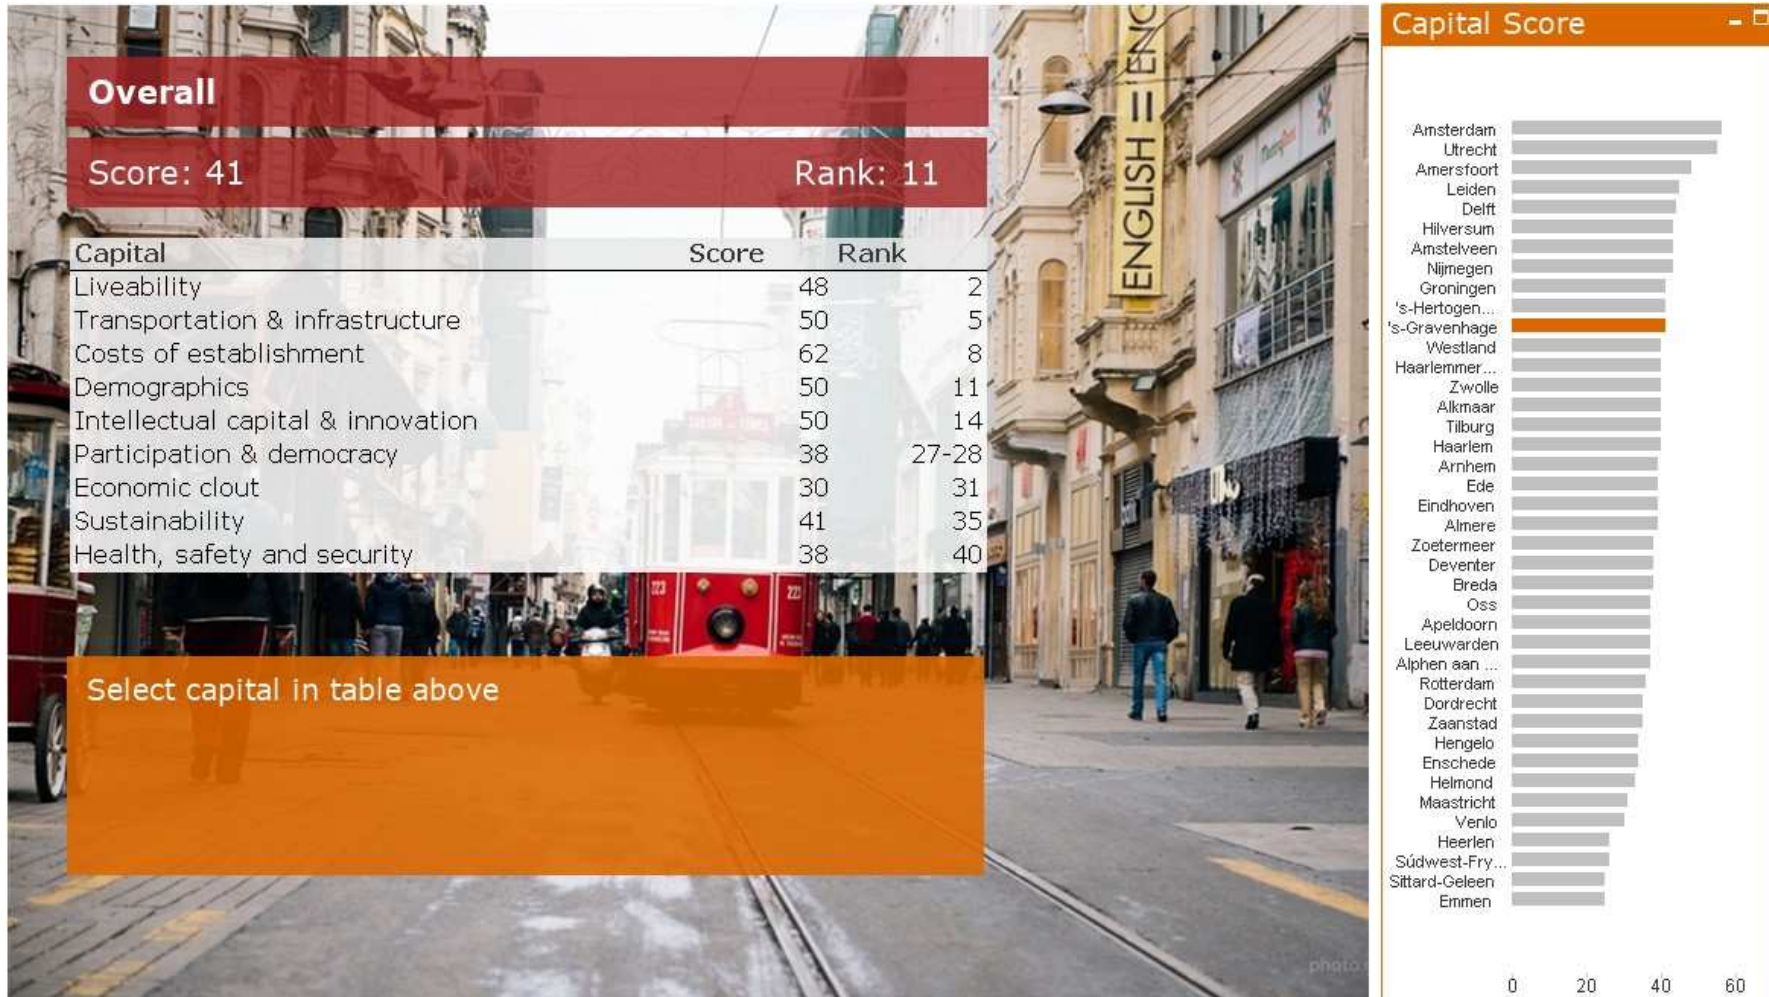 Overall
Score: 41 Rank: 11
Capital Score Rank
Liveability 48 2
Transportation & infrastructure 50 5
Costs of establishment 62 8
Demographics 50 11
Intellectual capital & innovation 50 14
Participation & democracy 38 27-28
Economic clout 30 31
Sustainability 41 35
Health, safety and security 38 40
223
Select capital in table above
ENGLISH = ENG
photo
Capital Score
Amsterdam
Utrecht
Amersfoort
Leiden
Delft
Hilversum
Amstelveen
Nijmegen
Groningen
's-Hertogen...
's-Gravenhage
Westland
Haarlemmer...
Zwolle
Alkmaar
Tilburg
Haarlem
Arnhem
Ede
Eindhoven
Almere
Zoetermeer
Deventer
Breda
Oss
Apeldoorn
Leeuwarden
Alphen aan ...
Rotterdam
Dordrecht
Zaanstad
Hengelo
Enschede
Helmond
Maastricht
Venlo
Heerlen
Súdwest-Fry...
Sittard-Geleen
Emmen
0 20 40 60